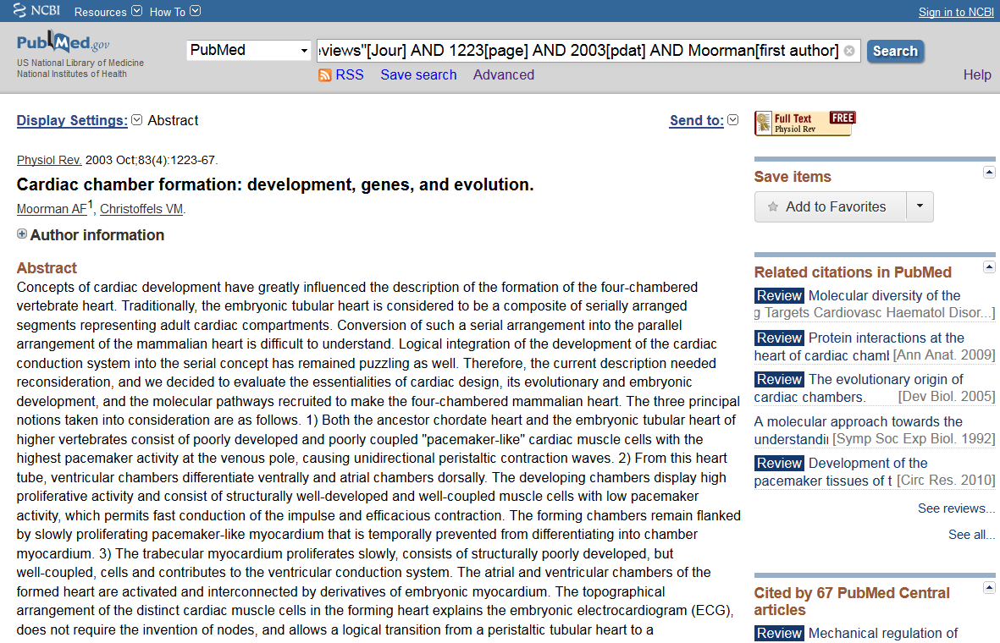 NCBI Resources How To Sign in to NCBI
PubMed.gov
US National Library of Medicine
National Institutes of Health
PubMed
views"[Jour] AND 1223[page] AND 2003[pdat] AND Moorman[first author]
Search
RSS Save search Advanced
Help
Display Settings: Abstract
Send to:
Physiol Rev. 2003 Oct;83(4):1223-67.
Cardiac chamber formation: development, genes, and evolution.
Moorman AF1, Christoffels VM.
Author information
Abstract
Concepts of cardiac development have greatly influenced the description of the formation of the four-chambered
vertebrate heart. Traditionally, the embryonic tubular heart is considered to be a composite of serially arranged
segments representing adult cardiac compartments. Conversion of such a serial arrangement into the parallel
arrangement of the mammalian heart is difficult to understand. Logical integration of the development of the cardiac
conduction system into the serial concept has remained puzzling as well. Therefore, the current description needed
reconsideration, and we decided to evaluate the essentialities of cardiac design, its evolutionary and embryonic
development, and the molecular pathways recruited to make the four-chambered mammalian heart. The three principal
notions taken into consideration are as follows. 1) Both the ancestor chordate heart and the embryonic tubular heart of
higher vertebrates consist of poorly developed and poorly coupled "pacemaker-like" cardiac muscle cells with the
highest pacemaker activity at the venous pole, causing unidirectional peristaltic contraction waves. 2) From this heart
tube, ventricular chambers differentiate ventrally and atrial chambers dorsally. The developing chambers display high
proliferative activity and consist of structurally well-developed and well-coupled muscle cells with low pacemaker
activity, which permits fast conduction of the impulse and efficacious contraction. The forming chambers remain flanked
by slowly proliferating pacemaker-like myocardium that is temporally prevented from differentiating into chamber
myocardium. 3) The trabecular myocardium proliferates slowly, consists of structurally poorly developed, but
well-coupled, cells and contributes to the ventricular conduction system. The atrial and ventricular chambers of the
formed heart are activated and interconnected by derivatives of embryonic myocardium. The topographical
arrangement of the distinct cardiac muscle cells in the forming heart explains the embryonic electrocardiogram (ECG),
does not require the invention of nodes, and allows a logical transition from a peristaltic tubular heart to a
Full Text FREE
Physiol Rev
Save items
Add to Favorites
Related citations in PubMed
Review Molecular diversity of the
g Targets Cardiovasc Haematol Disor...]
Review Protein interactions at the
heart of cardiac chaml [Ann Anat. 2009]
Review The evolutionary origin of
cardiac chambers. [Dev Biol. 2005]
A molecular approach towards the
understandi [Symp Soc Exp Biol. 1992]
Review Development of the
pacemaker tissues of t [Circ Res. 2010]
See reviews...
See all...
Cited by 67 PubMed Central
articles
Review Mechanical regulation of